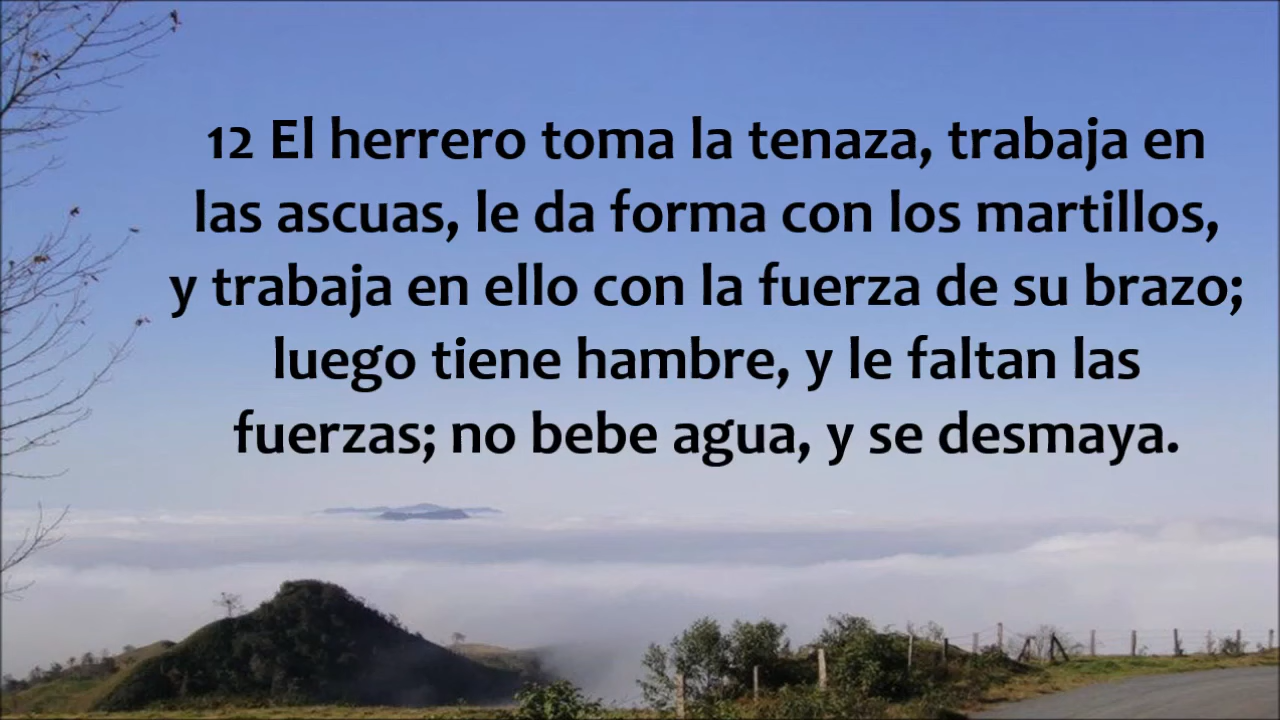 12 El herrero toma la tenaza, trabaja en
las ascuas, le da forma con los martillos,
y trabaja en ello con la fuerza de su brazo;
luego tiene hambre, y le faltan las
fuerzas; no bebe agua, y se desmaya.